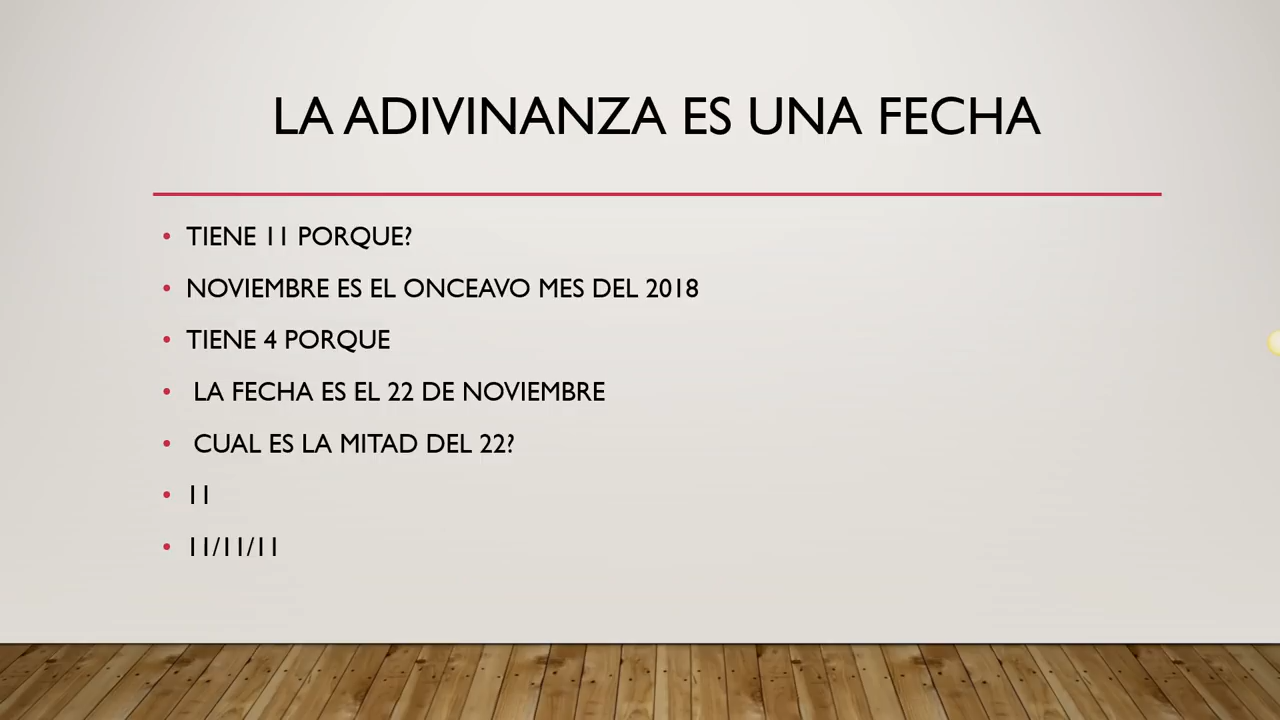 LA ADIVINANZA ES UNA FECHA
• TIENE 11 PORQUE?
• NOVIEMBRE ES EL ONCEAVO MES DEL 2018
• TIENE 4 PORQUE
• LA FECHA ES EL 22 DE NOVIEMBRE
• CUAL ES LA MITAD DEL 22?
• 11
• 11/11/11